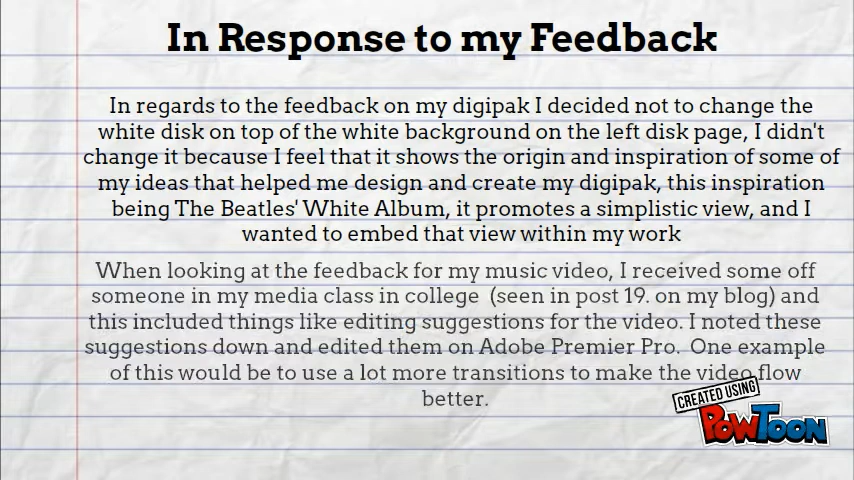 In Response to my Feedback
In regards to the feedback on my digipak I decided not to change the
white disk on top of the white background on the left disk page, I didn't
change it because I feel that it shows the origin and inspiration of some of
my ideas that helped me design and create my digipak, this inspiration
being The Beatles' White Album, it promotes a simplistic view, and I
wanted to embed that view within my work
When looking at the feedback for my music video, I received some off
someone in my media class in college (seen in post 19. on my blog) and
this included things like editing suggestions for the video. I noted these
suggestions down and edited them on Adobe Premier Pro. One example
of this would be to use a lot more transitions to make the video flow
better.
CREATED USING
POWTOON